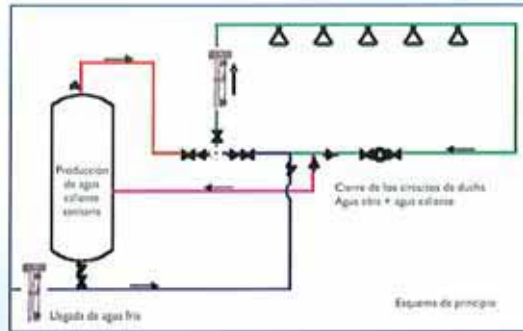 Producción
de agua
caliente
sanitaria
Cierre de los circuitos de ducha
Agua obra + agua caliente
Llegada de agua fría
Esquema de principio